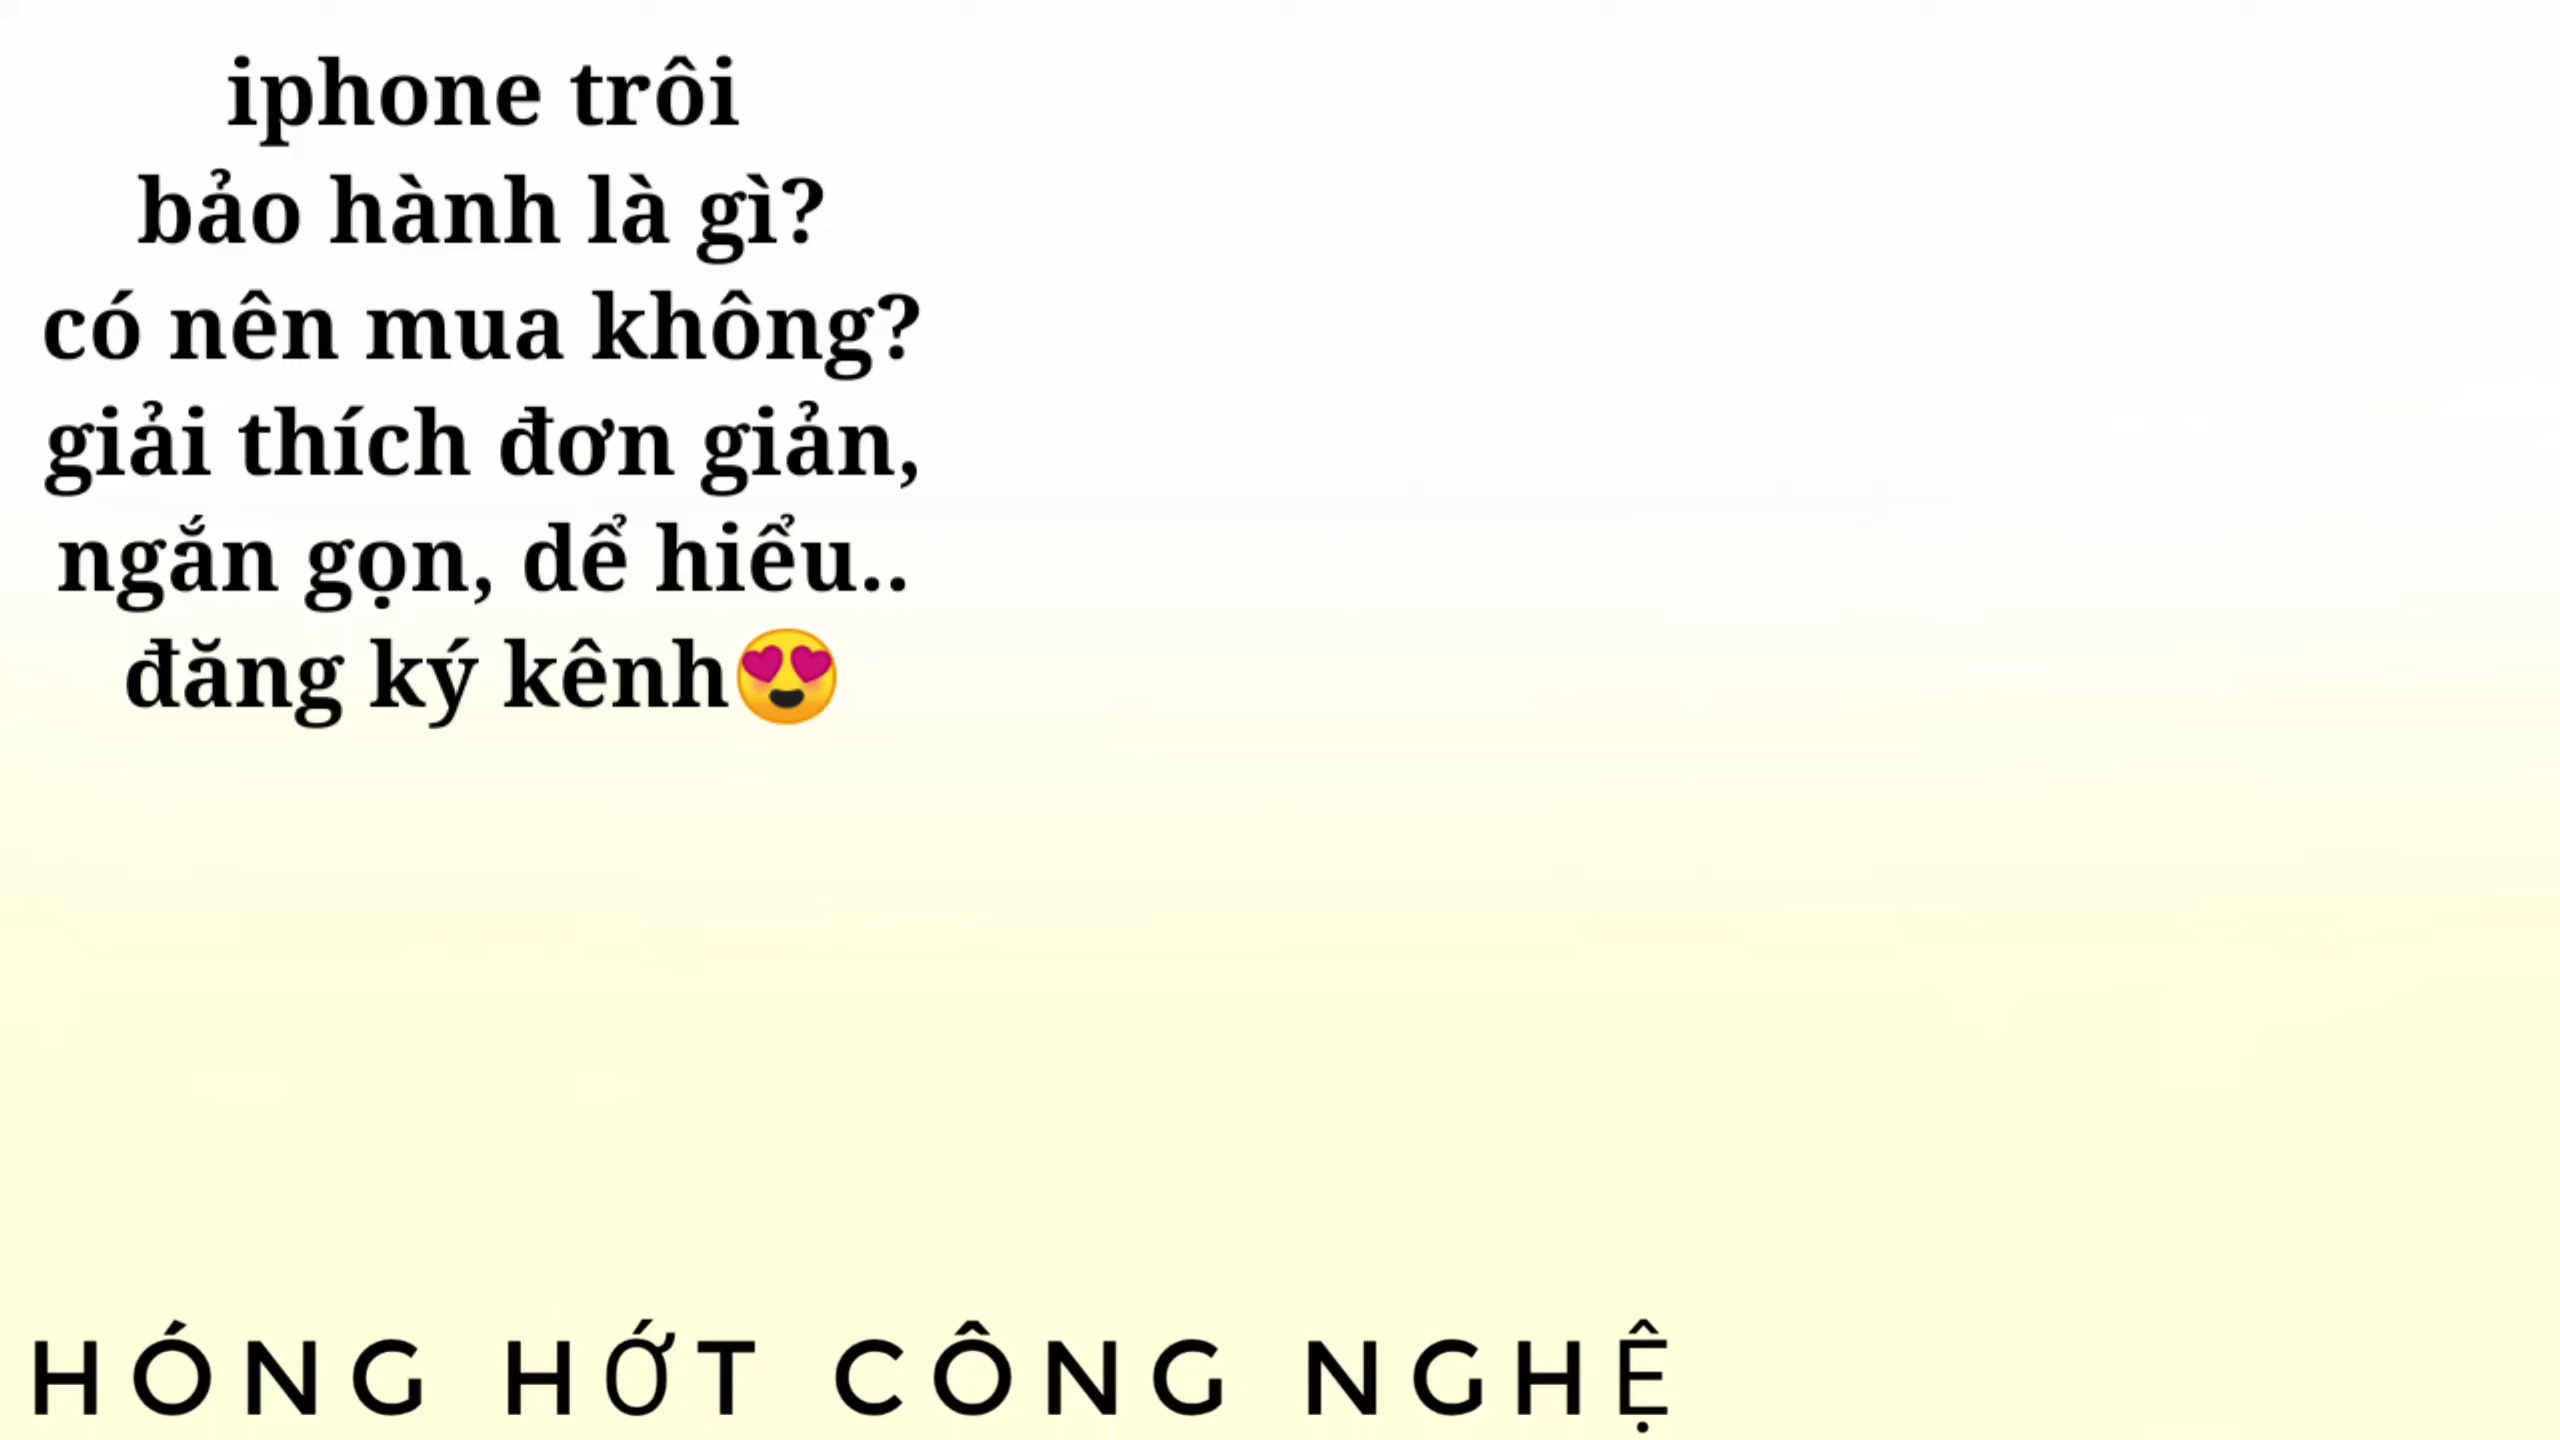 iphone trôi
bảo hành là gì?
có nên mua không?
giải thích đơn giản,
ngắn gọn, dể hiểu..
đăng ký kênh😍
HÓNG HỚT CÔNG NGHỆ